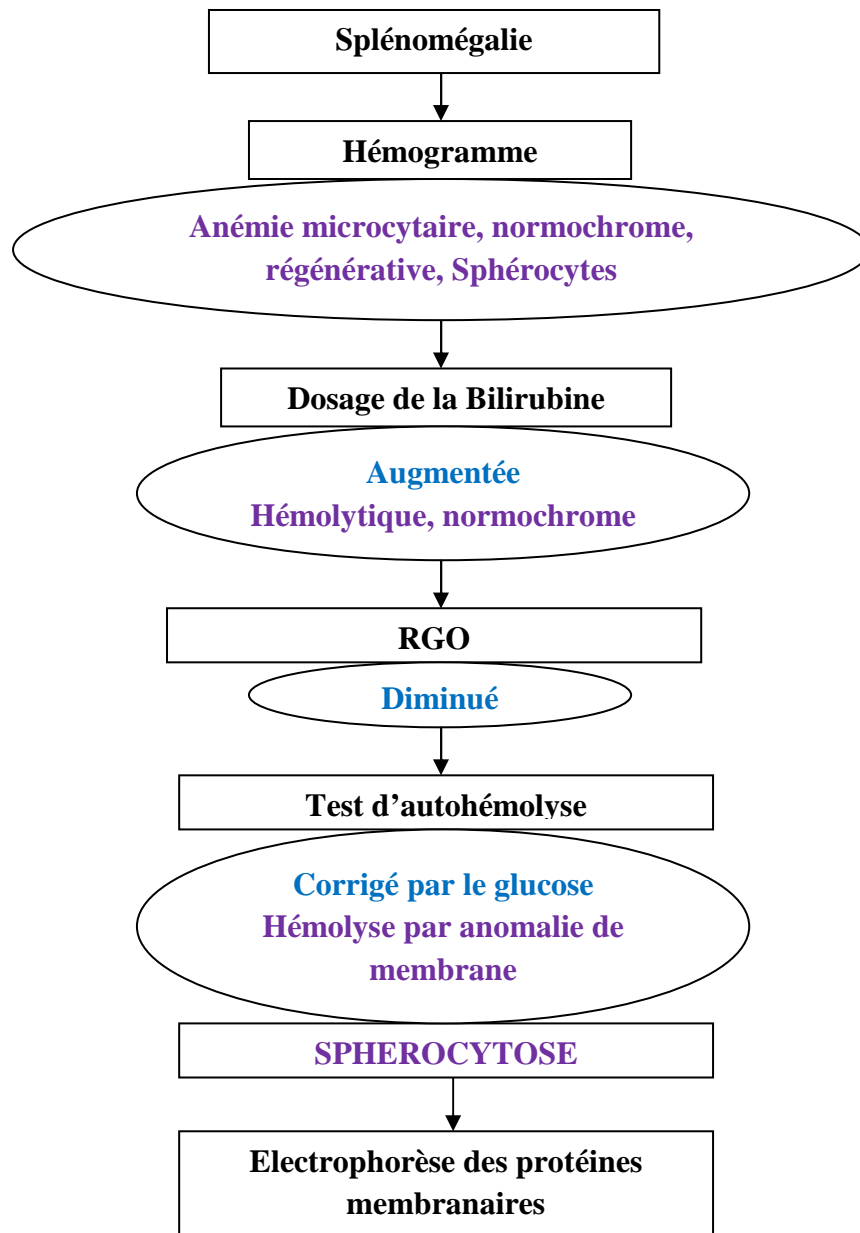 Splénomégalie
Hémogramme
Anémie microcytaire, normochrome,
régénérative, Sphérocytes
Dosage de la Bilirubine
Augmentée
Hémolytique, normochrome
RGO
Diminué
Test d’autohémolyse
Corrigé par le glucose
Hémolyse par anomalie de
membrane
SPHEROCYTOSE
Electrophorèse des protéines
membranaires